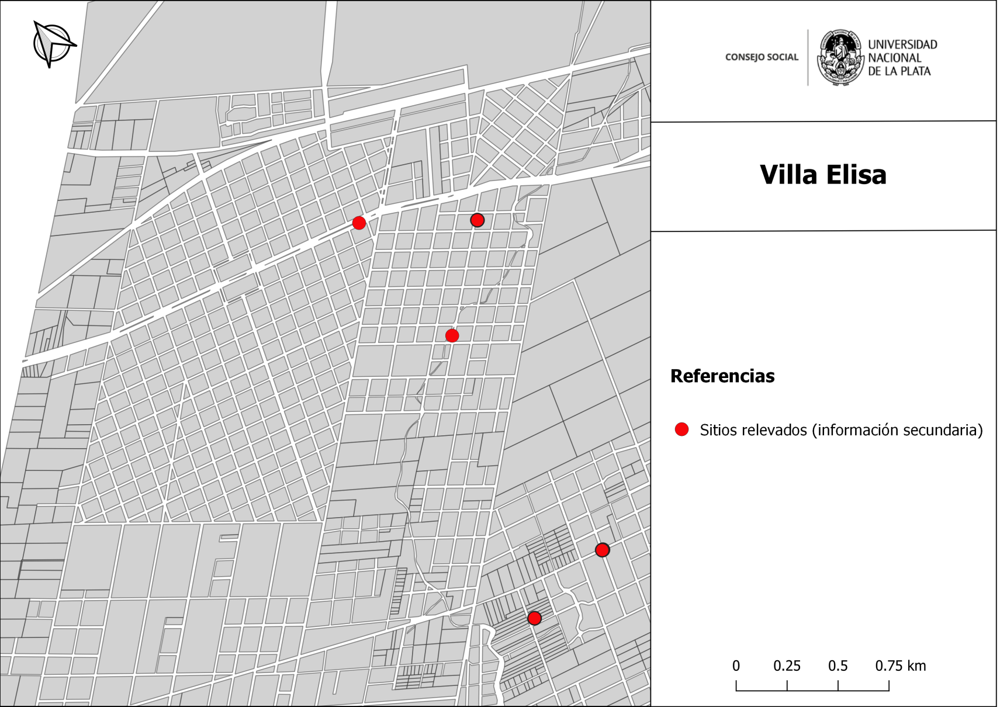 CONSEJO SOCIAL
UNIVERSIDAD
NACIONAL
DE LA PLATA
Villa Elisa
Referencias
Sitios relevados (información secundaria)
0 0.25 0.5 0.75 km